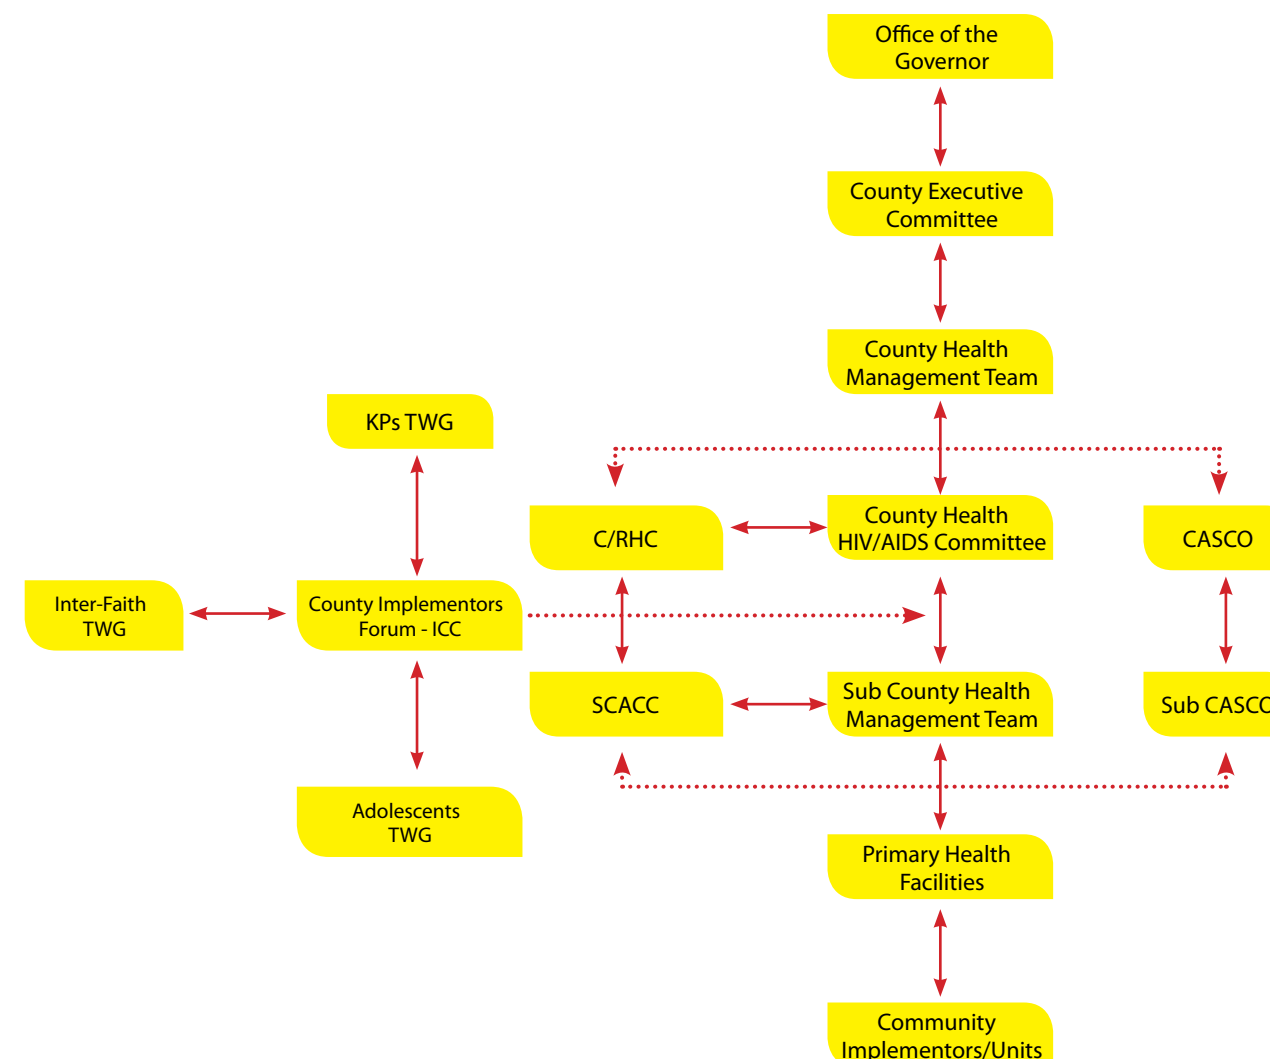 Office of the
Governor
County Executive
Committee
County Health
Management Team
KPs TWG
C/RHC
County Health
HIV/AIDS Committee
CASCO
Inter-Faith
TWG
County Implementors
Forum - ICC
SCACC
Sub County Health
Management Team
Sub CASCO
Adolescents
TWG
Primary Health
Facilities
Community
Implementors/Units